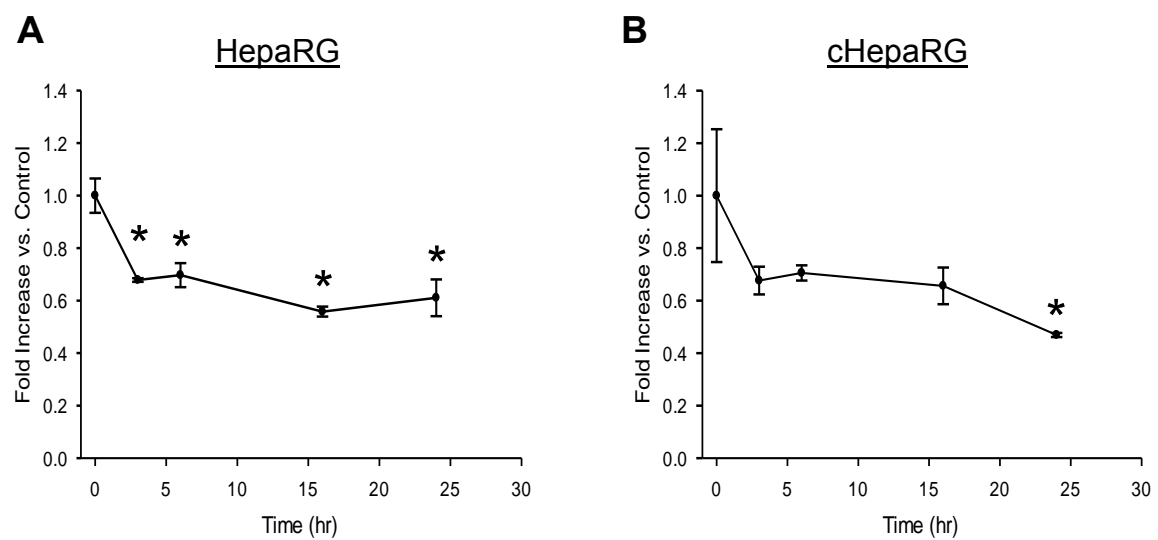 A
HepaRG
Fold Increase vs. Control
1.4
1.2
1.0
0.8
0.6
0.4
0.2
0.0
* * * *
0 5 10 15 20 25 30
Time (hr)
B
cHepaRG
Fold Increase vs. Control
1.4
1.2
1.0
0.8
0.6
0.4
0.2
0.0
*
0 5 10 15 20 25 30
Time (hr)